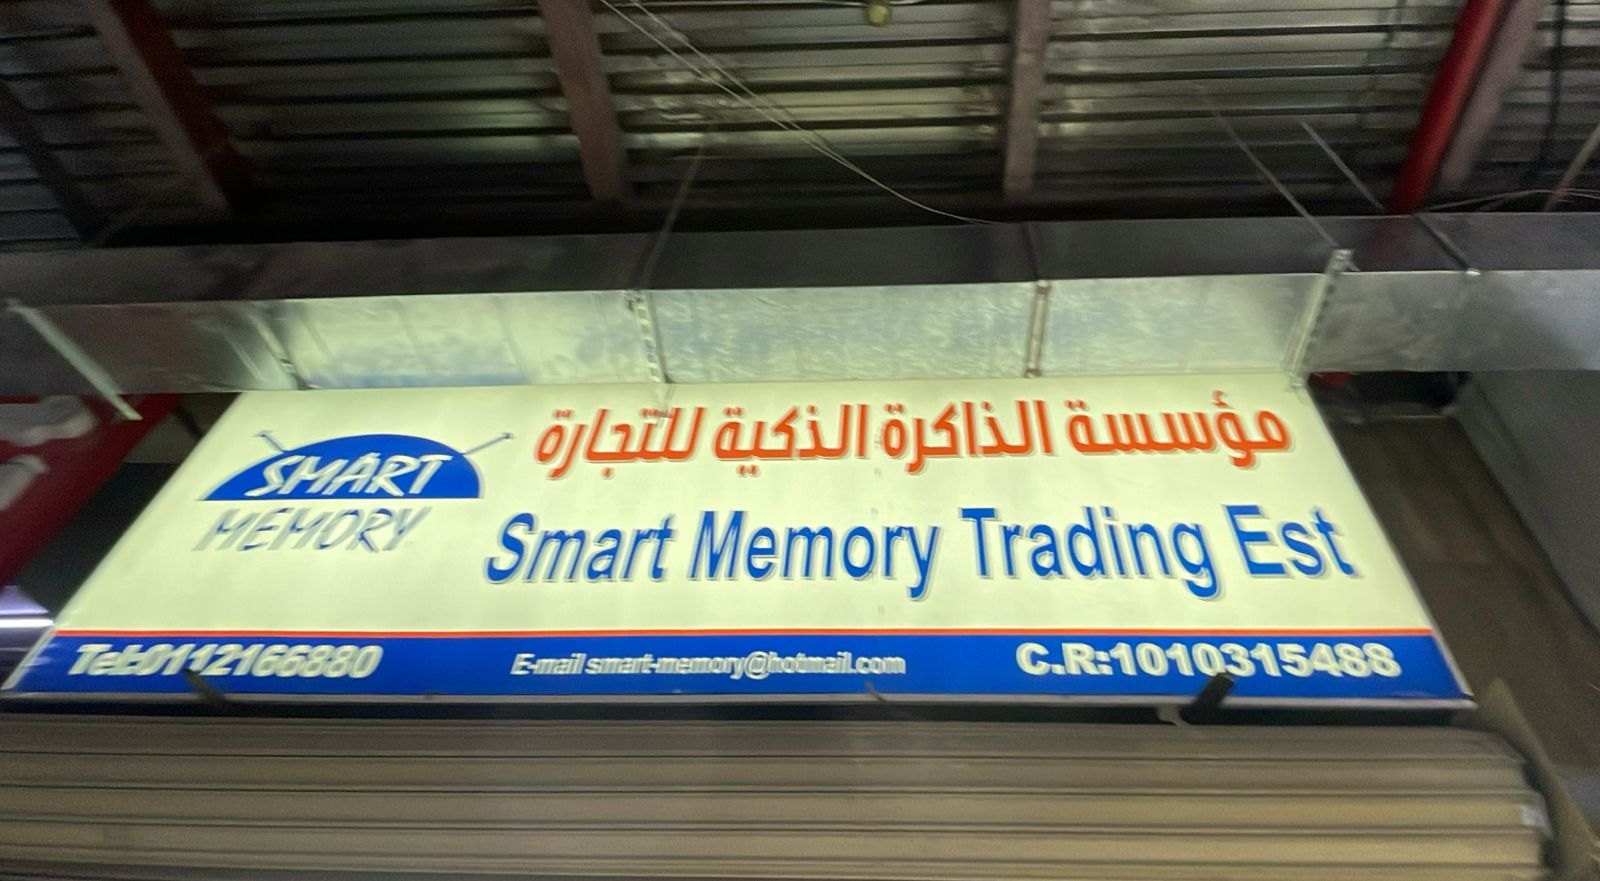 مؤسسة الذاكرة الذكية للتجارة
SMART
MEMORY
Smart Memory Trading Est
Tel:0112166880
E-mail smart-memory@hotmail.com
C.R:1010315488